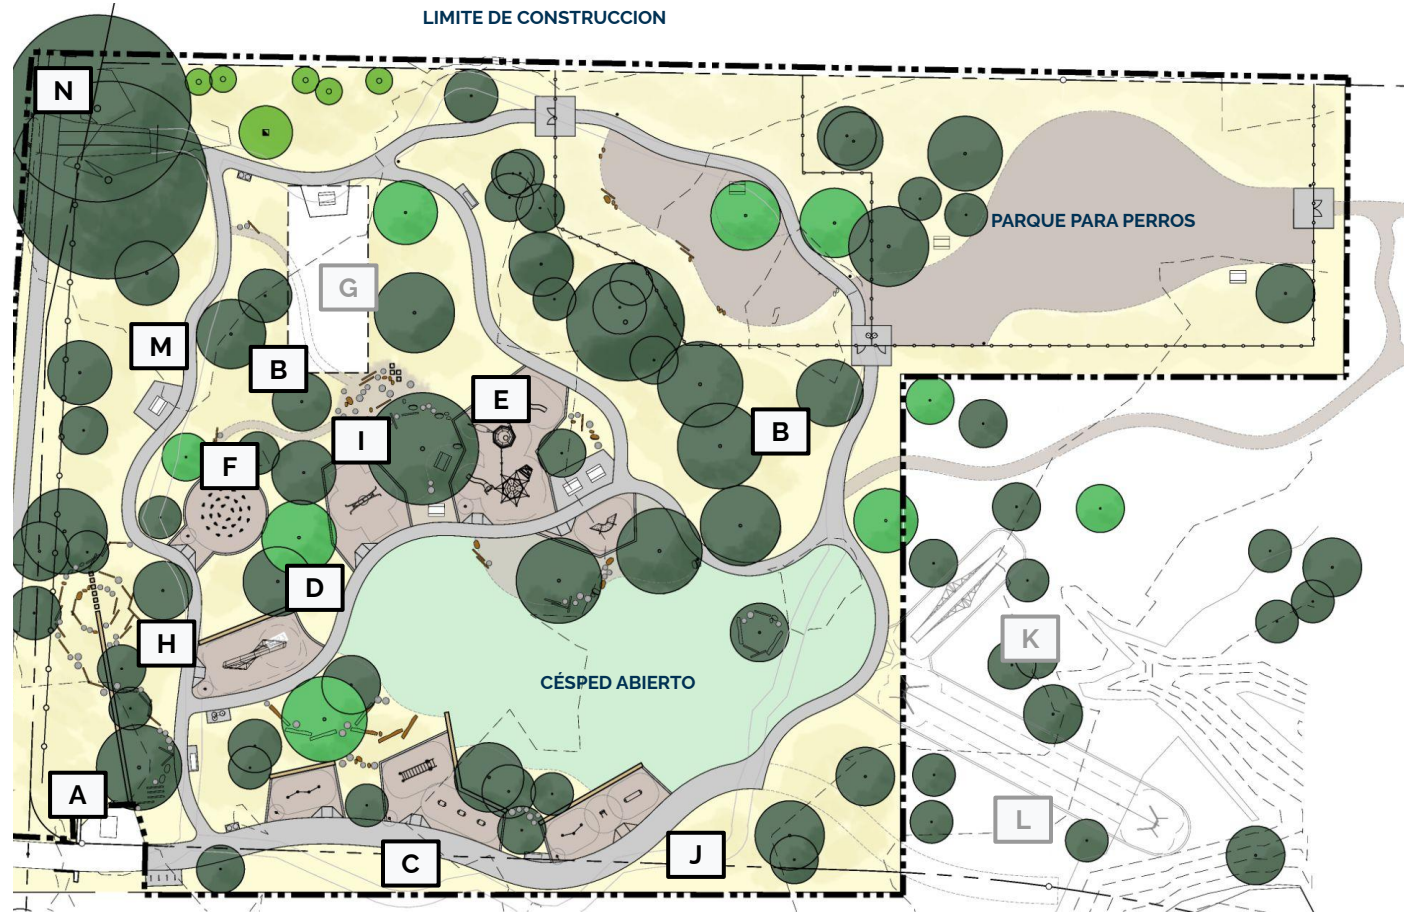 LIMITE DE CONSTRUCCION
N
PARQUE PARA PERROS
G
M
B
E
B
I
F
D
H
K
CÉSPED ABIERTO
A
L
J
C